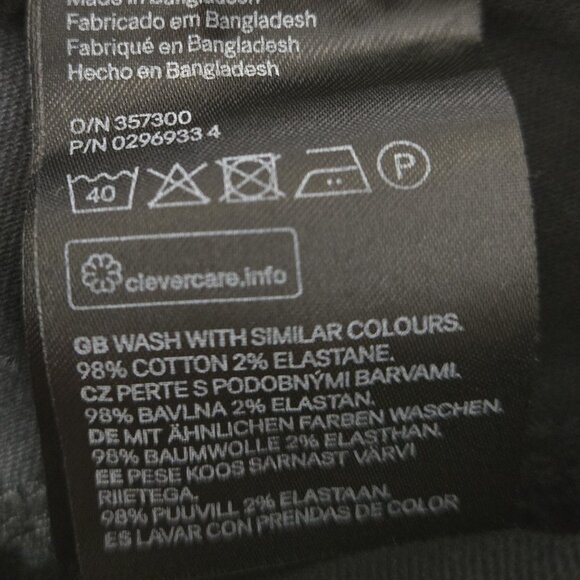 Made in Bangladesh
Fabricado em Bangladesh
Fabriqué en Bangladesh
Hecho en Bangladesh
O/N 357300
P/N 0296933 4
40 P
clevercare.info
GB WASH WITH SIMILAR COLOURS.
98% COTTON 2% ELASTANE.
CZ PERTE S PODOBNÝMI BARVAMI.
98% BAVLNA 2% ELASTAN.
DE MIT ÄHNLICHEN FARBEN WASCHEN.
98% BAUMWOLLE 2% ELASTHAN.
EE PESE KOOS SARNAST VÄRVI
RIIETEGA.
98% PUUVILL 2% ELASTAAN.
ES LAVAR CON PRENDAS DE COLOR